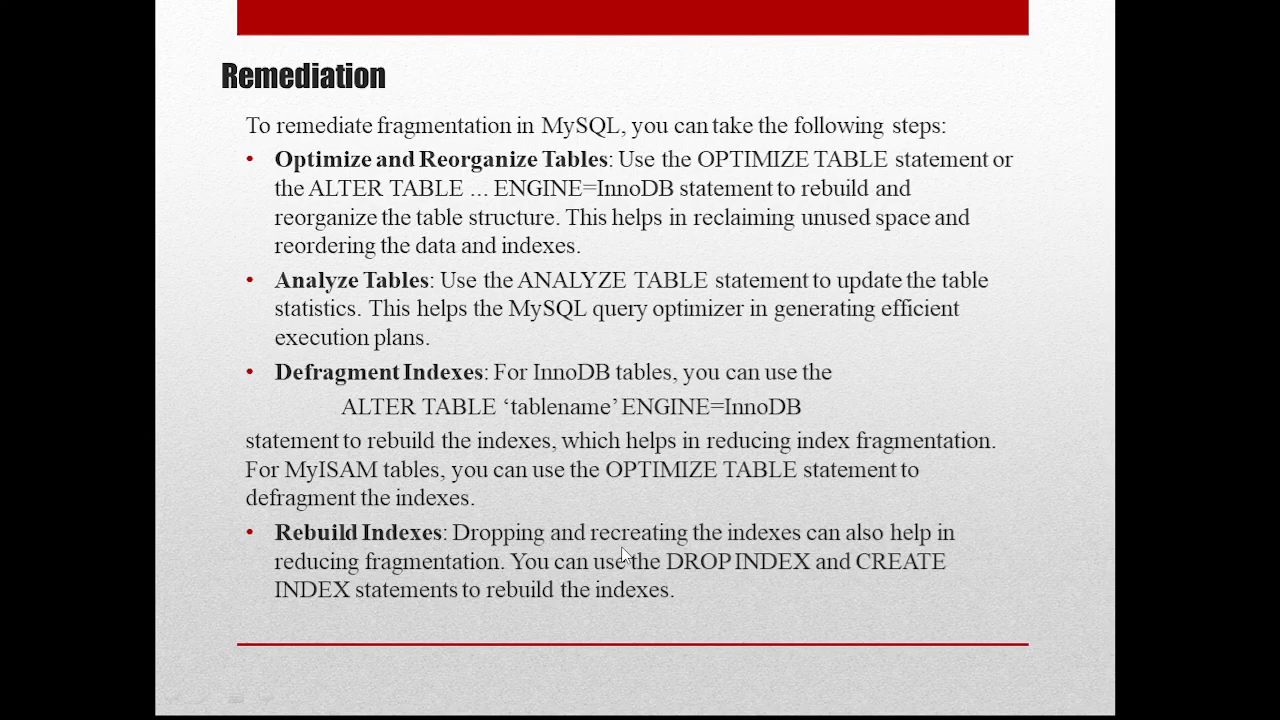 Remediation
To remediate fragmentation in MySQL, you can take the following steps:
• Optimize and Reorganize Tables: Use the OPTIMIZE TABLE statement or
the ALTER TABLE ... ENGINE=InnoDB statement to rebuild and
reorganize the table structure. This helps in reclaiming unused space and
reordering the data and indexes.
• Analyze Tables: Use the ANALYZE TABLE statement to update the table
statistics. This helps the MySQL query optimizer in generating efficient
execution plans.
• Defragment Indexes: For InnoDB tables, you can use the
ALTER TABLE ‘tablename’ ENGINE=InnoDB
statement to rebuild the indexes, which helps in reducing index fragmentation.
For MyISAM tables, you can use the OPTIMIZE TABLE statement to
defragment the indexes.
• Rebuild Indexes: Dropping and recreating the indexes can also help in
reducing fragmentation. You can use the DROP INDEX and CREATE
INDEX statements to rebuild the indexes.